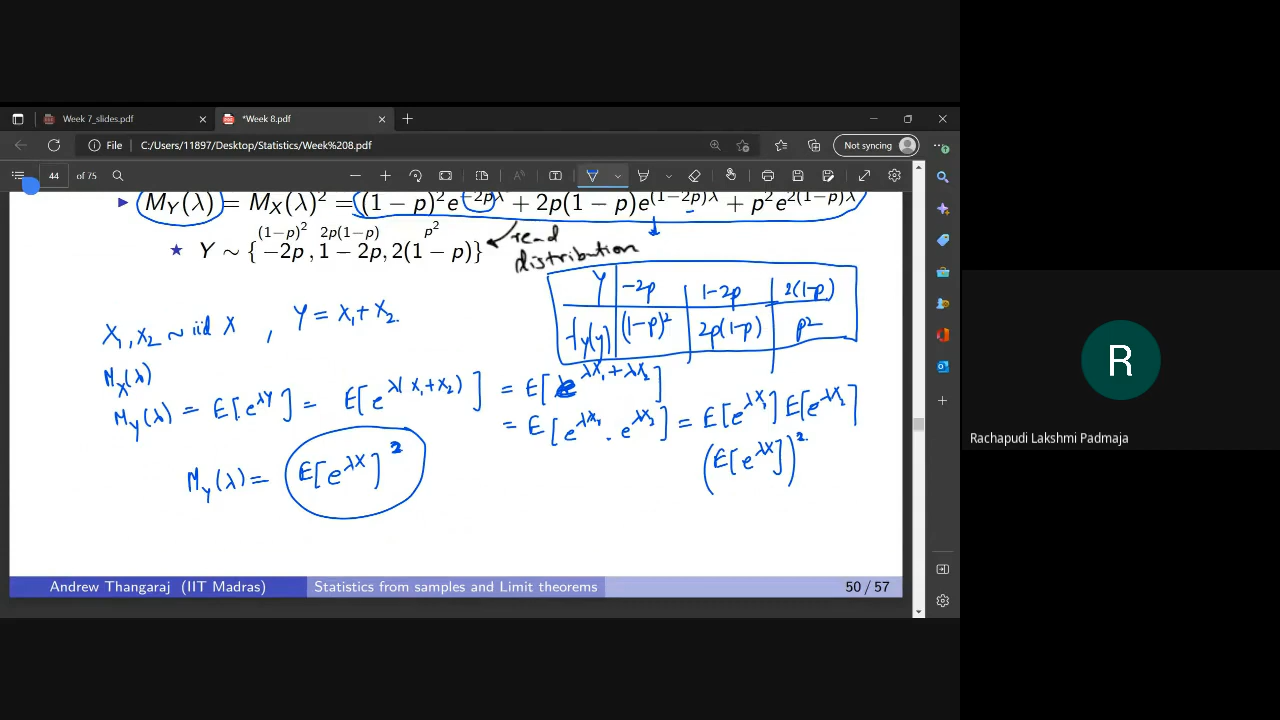 Week 7_slides.pdf
*Week 8.pdf
File C:/Users/11897/Desktop/Statistics/Week%208.pdf
Not syncing
44 of 75
M_Y(λ) = M_X(λ)² = (1 − p)²e^{−2pλ} + 2p(1 − p)e^{(1−2p)λ} + p²e^{2(1−p)λ}
(1−p)² 2p(1−p) p²
★ Y ∼ {−2p, 1 − 2p, 2(1 − p)}
read
distribution
Y −2p 1−2p 2(1−p)
f_Y(y) (1−p)² 2p(1−p) p²
X₁, X₂ ~ iid X , Y = X₁ + X₂.
M_X(λ)
M_Y(λ) = E[e^{λY}] = E[e^{λ(X₁+X₂)}] = E[e^{λX₁+λX₂}]
= E[e^{λX₁} . e^{λX₂}] = E[e^{λX₁}] E[e^{λX₂}]
M_Y(λ) = E[e^{λX}]²
(E[e^{λX}])²
Andrew Thangaraj (IIT Madras) Statistics from samples and Limit theorems 50 / 57
R
Rachapudi Lakshmi Padmaja